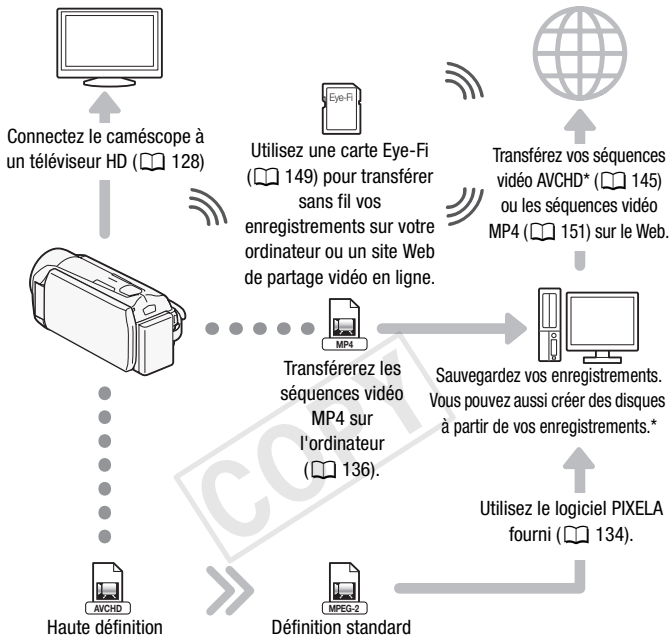 Connectez le caméscope à
un téléviseur HD (128)
Eye-Fi
Utilisez une carte Eye-Fi
(149) pour transférer
sans fil vos
enregistrements sur votre
ordinateur ou un site Web
de partage vidéo en ligne.
Transférez vos séquences
vidéo AVCHD* (145)
ou les séquences vidéo
MP4 (151) sur le Web.
MP4
Transférerez les
séquences vidéo
MP4 sur
l'ordinateur
(136).
Sauvegardez vos enregistrements.
Vous pouvez aussi créer des disques
à partir de vos enregistrements.*
COPY
Utilisez le logiciel PIXELA
fourni (134).
AVCHD
Haute définition
MPEG-2
Définition standard